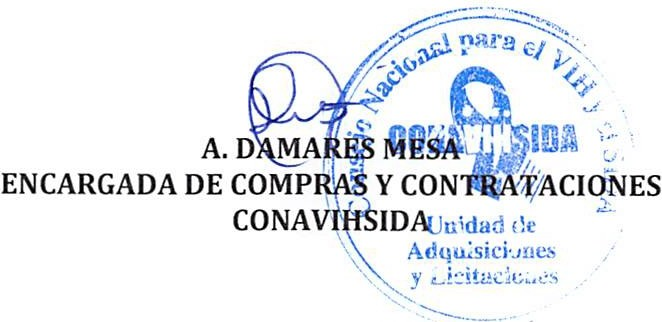 Consejo Nacional para el VIH y el SIDA
CONAVIHSIDA
A. DAMARES MESA
ENCARGADA DE COMPRAS Y CONTRATACIONES
CONAVIHSIDA
Unidad de
Adquisiciones
y Licitaciones